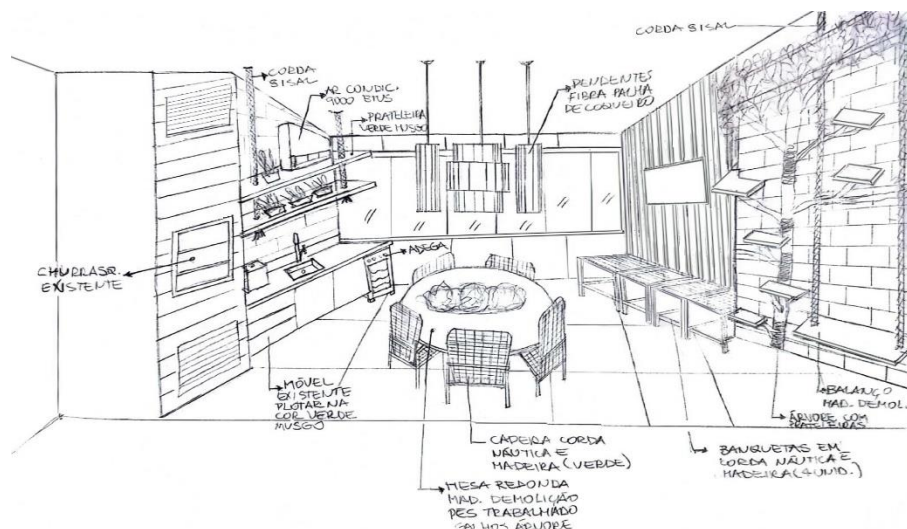 CORDA SISAL
CORDA
SISAL
AR CONDIC.
9000 BTUS
PRATELEIRA
VERDE MUSGO
PENDENTES
FIBRA PALHA
DE COQUEIRO
CHURRASQ.
EXISTENTE
ADEGA
MÓVEL
EXISTENTE
PLOTAR NA
COR VERDE
MUSGO
CADEIRA CORDA
NÁUTICA E
MADEIRA (VERDE)
MESA REDONDA
MAD. DEMOLIÇÃO
PES TRABALHADO
GALHOS ÁRVORE
BALANÇO
MAD. DEMOL.
ÁRVORE COM
PRATELEIRAS
BANQUETAS EM
CORDA NÁUTICA E
MADEIRA (4 UNID.)